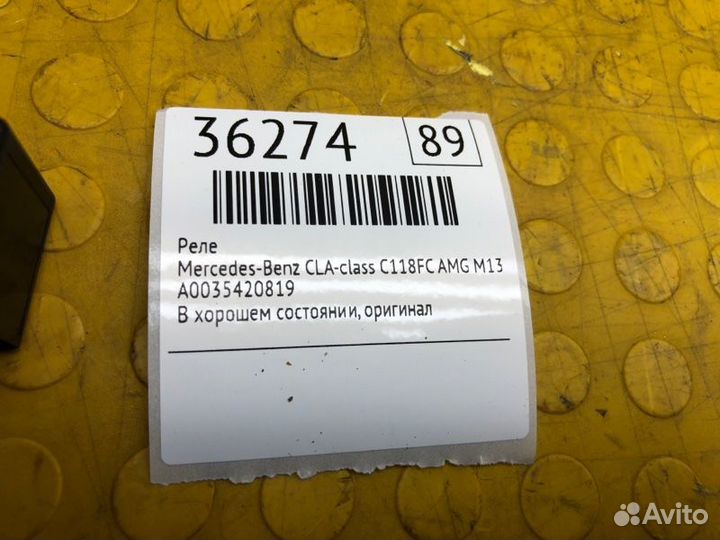 36274 89
Реле
Mercedes-Benz CLA-class C118FC AMG M13
A0035420819
В хорошем состоянии, оригинал
Avito